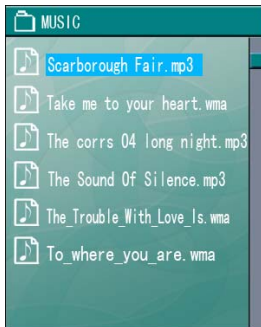 MUSIC
Scarborough Fair.mp3
Take me to your heart.wma
The corrs 04 long night.mp3
The Sound Of Silence.mp3
The_Trouble_With_Love_Is.wma
To_where_you_are.wma